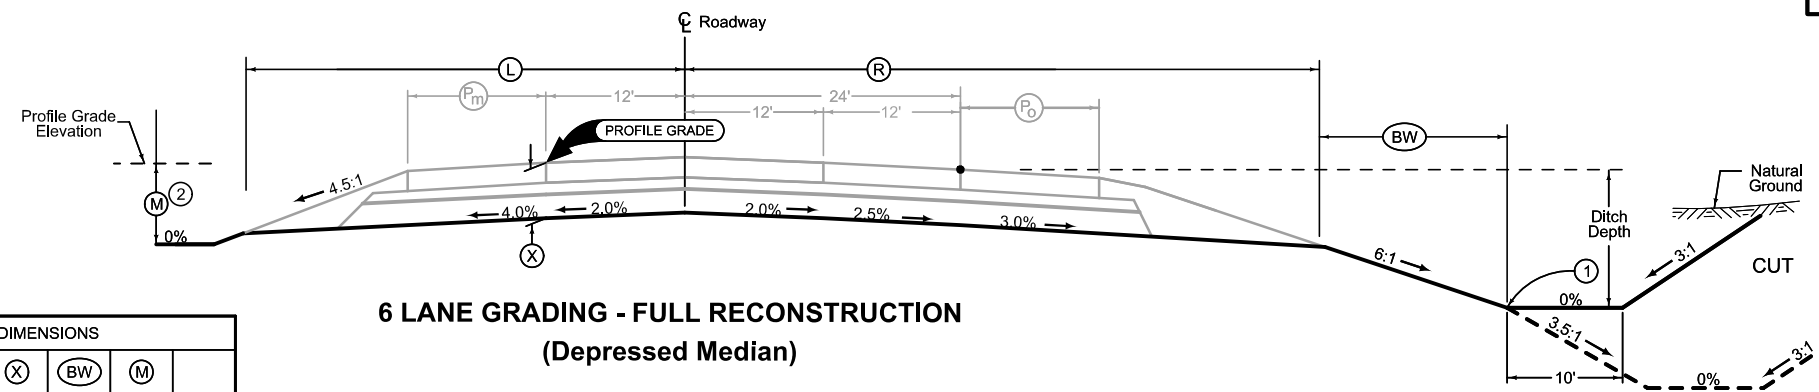 CL Roadway
L
R
Pm
12'
24'
Po
12'
12'
Profile Grade
Elevation
PROFILE GRADE
BW
M
2
4.5:1
Natural
Ground
4.0%
2.0%
2.0%
2.5%
3.0%
Ditch
Depth
0%
X
6:1
1
3:1
CUT
0%
6 LANE GRADING - FULL RECONSTRUCTION
(Depressed Median)
3.5:1
3:1
10'
0%
DIMENSIONS
X
BW
M